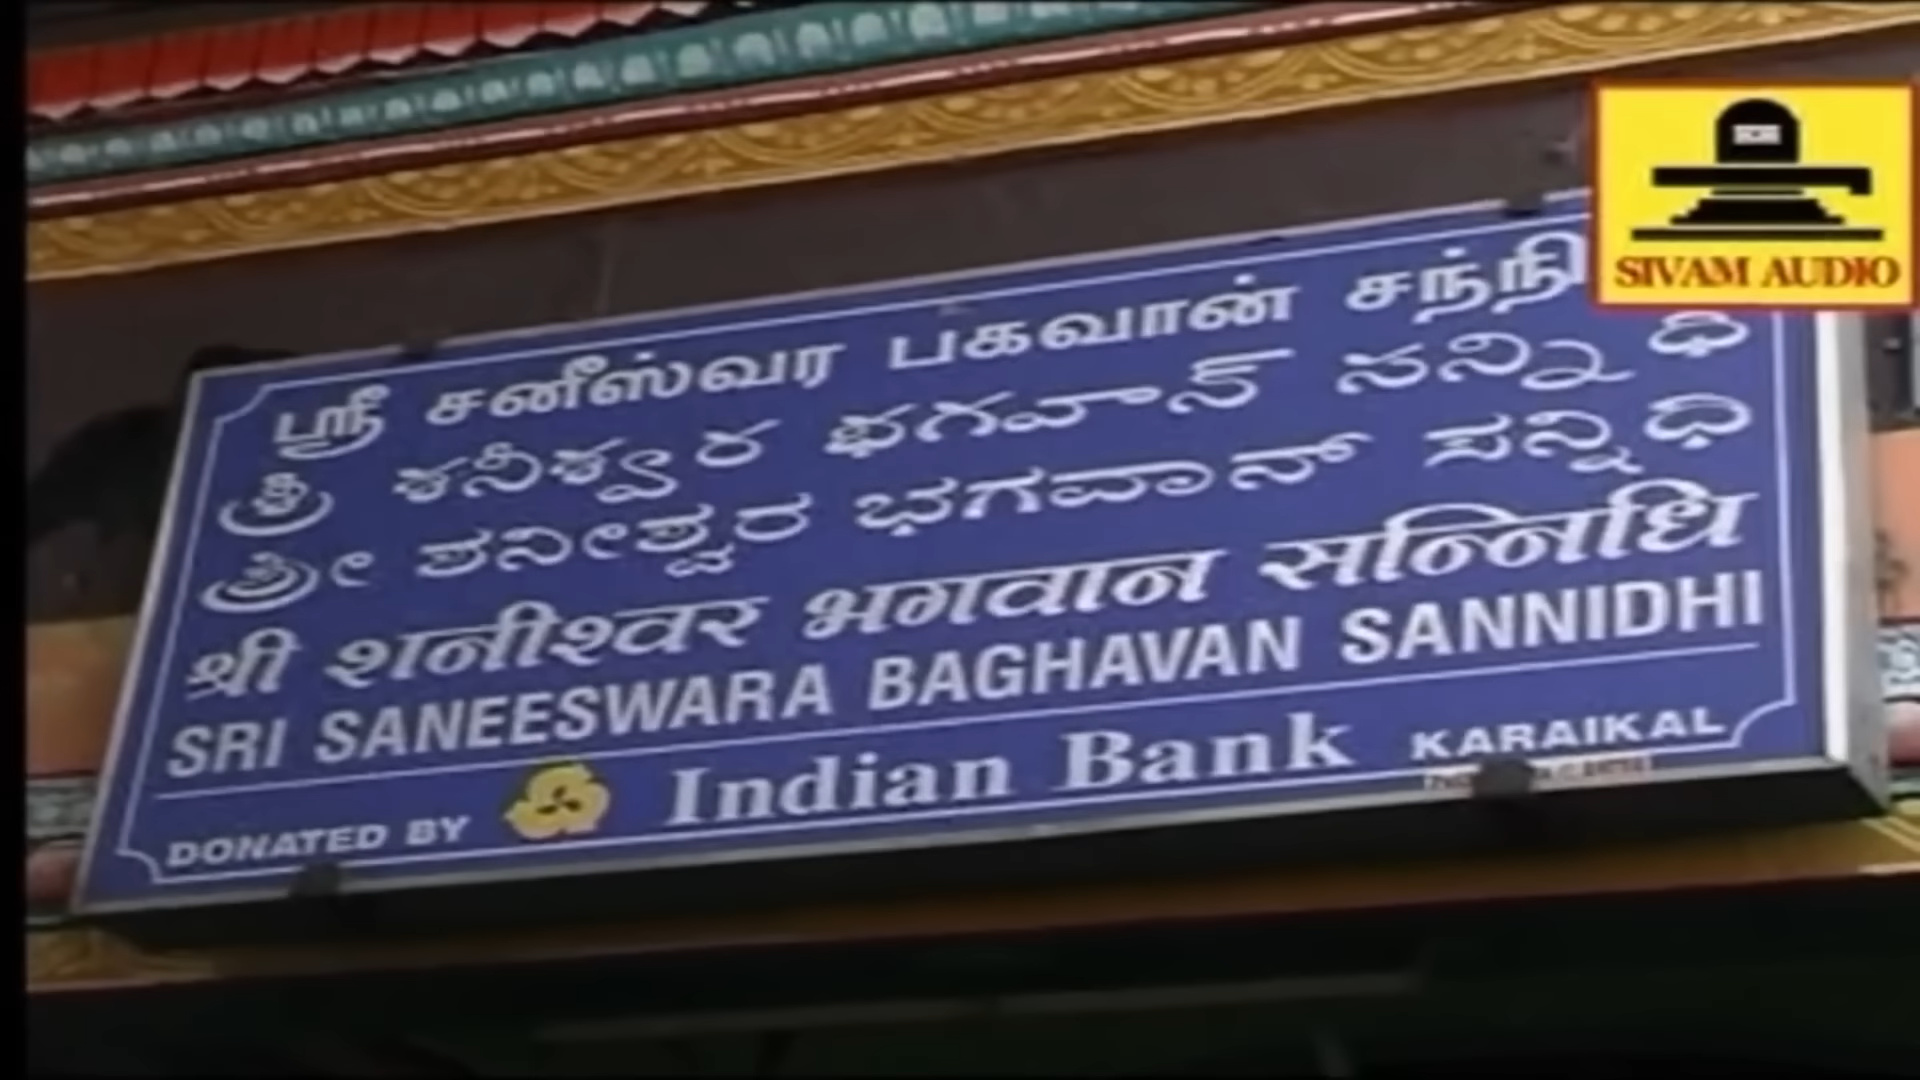 ஸ்ரீ சனீஸ்வர பகவான் சந்நி
శ్రీ శనీశ్వర భగవాన్ సన్నిధి
ಶ್ರೀ ಶನೀಶ್ವರ ಭಗವಾನ್ ಸನ್ನಿಧಿ
श्री शनीश्वर भगवान सन्निधि
SRI SANEESWARA BAGHAVAN SANNIDHI
DONATED BY Indian Bank KARAIKAL
SIVAM AUDIO